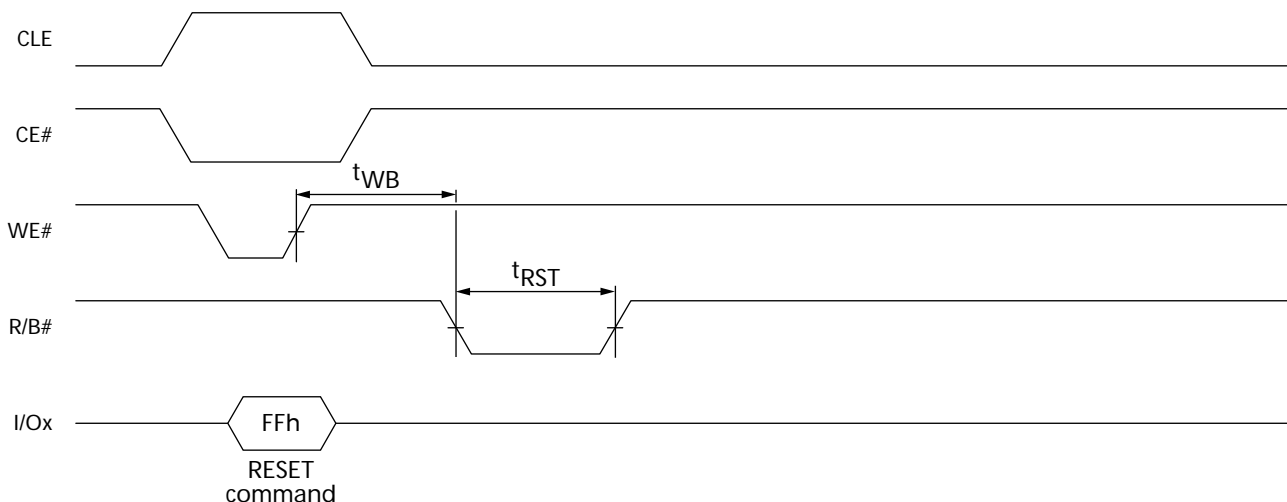 CLE
CE#
tWB
WE#
tRST
R/B#
I/Ox
FFh
RESET
command